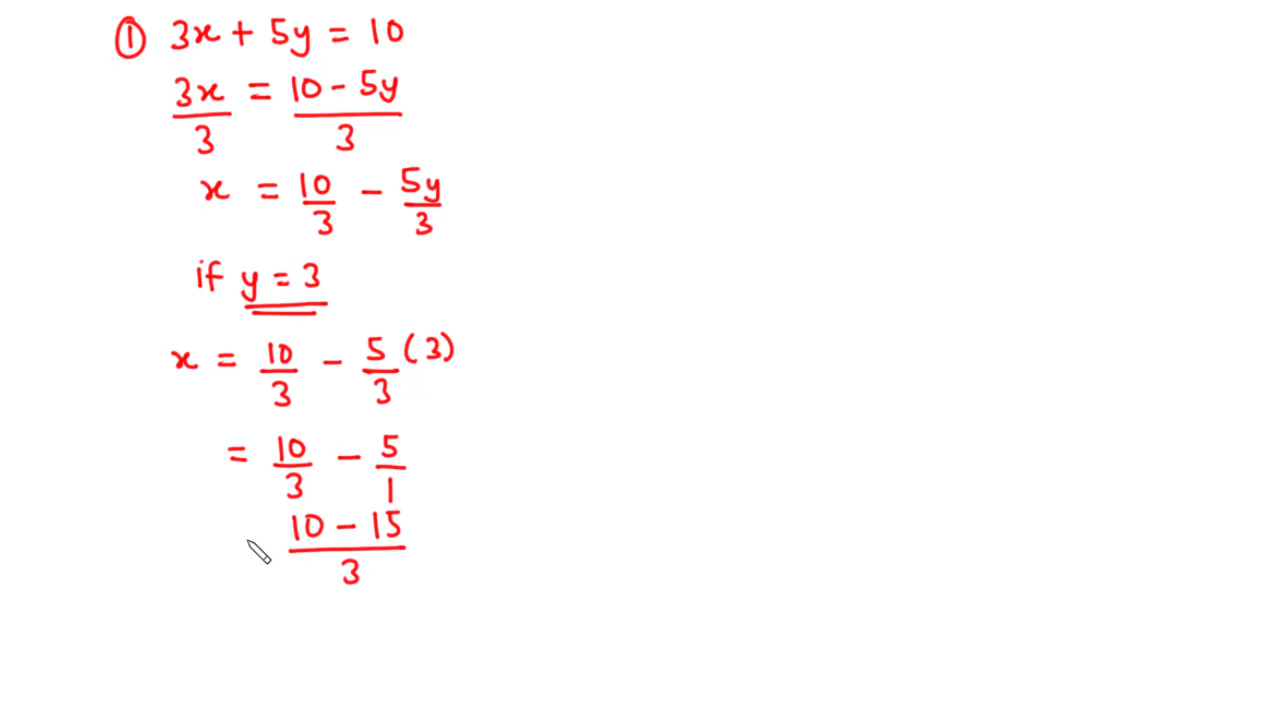 ① 3x + 5y = 10
3x/3 = (10 - 5y)/3
x = 10/3 - 5y/3
if y = 3
x = 10/3 - 5/3 (3)
= 10/3 - 5/1
(10 - 15)/3